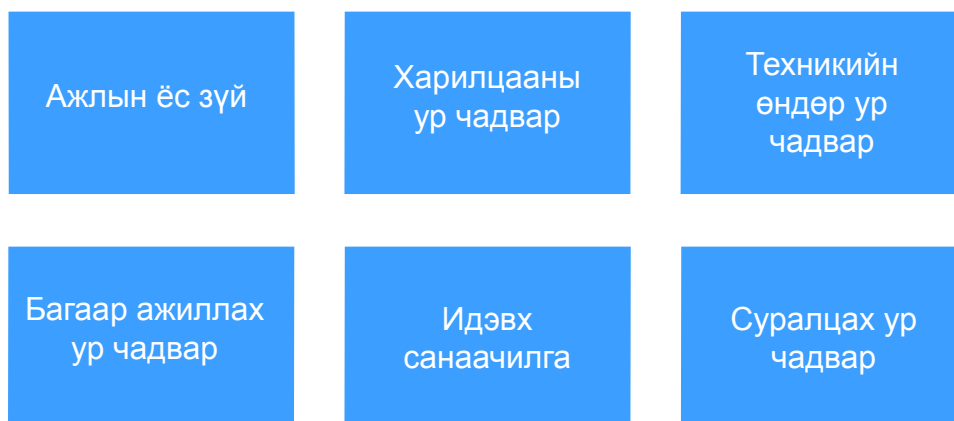 Ажлын ёс зүй
Харилцааны
ур чадвар
Техникийн
өндөр ур
чадвар
Багаар ажиллах
ур чадвар
Идэвх
санаачилга
Суралцах ур
чадвар